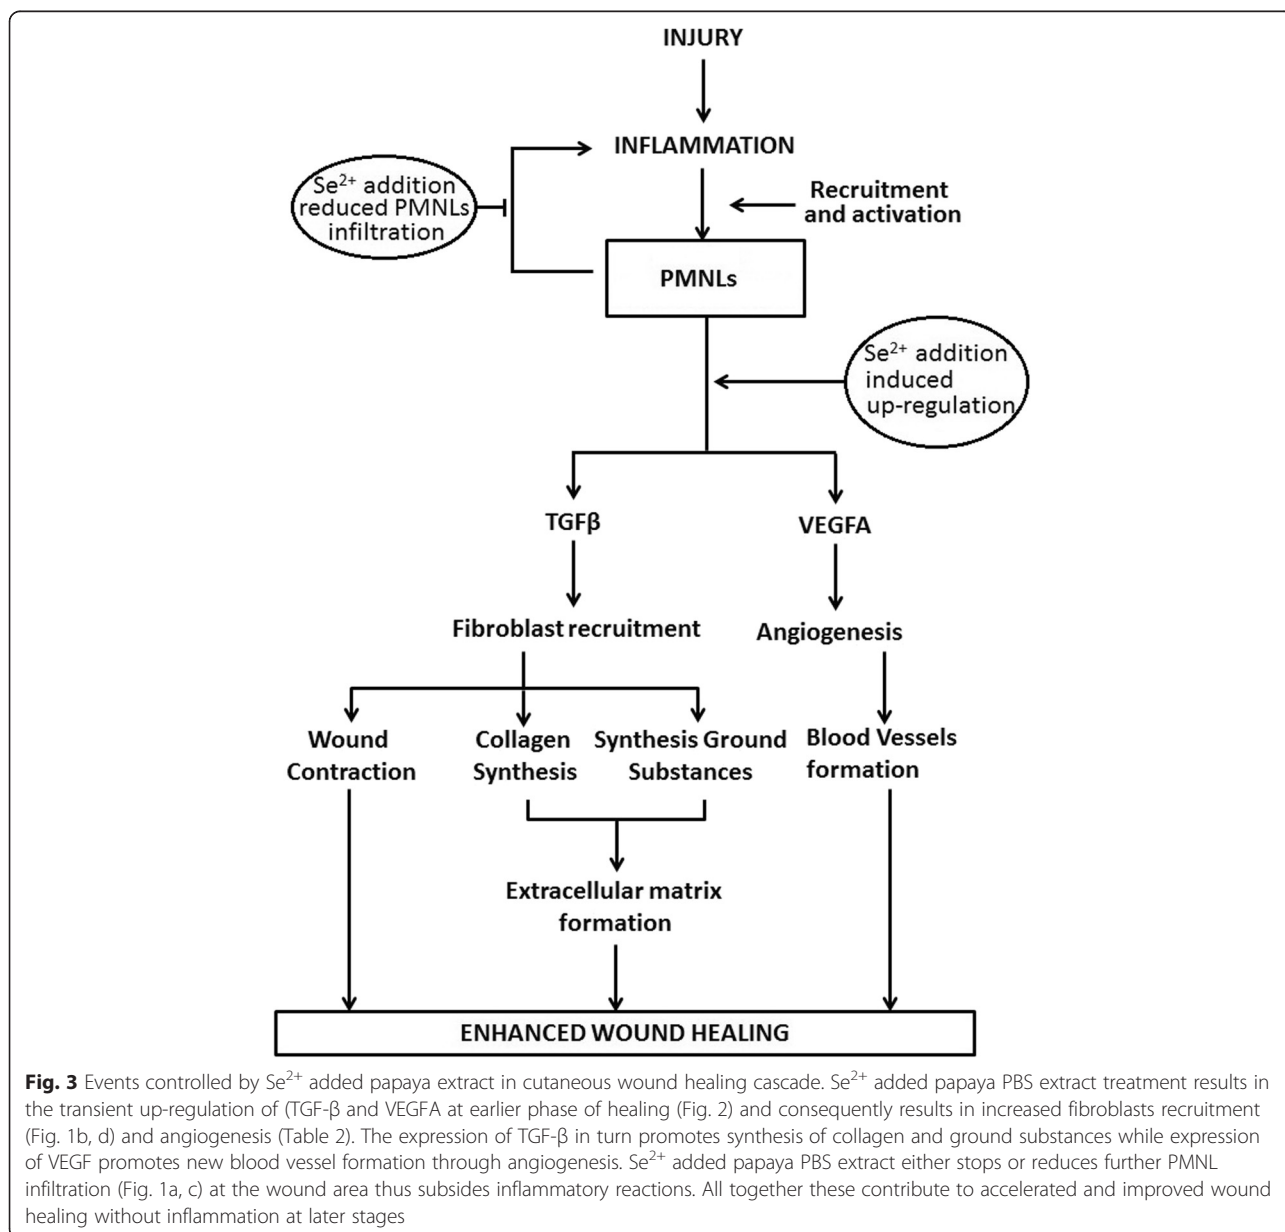 INJURY
INFLAMMATION
Se²⁺ addition
reduced PMNLs
infiltration
Recruitment
and activation
PMNLs
Se²⁺ addition
induced
up-regulation
TGFβ
VEGFA
Fibroblast recruitment
Angiogenesis
Wound
Contraction
Collagen
Synthesis
Synthesis Ground
Substances
Blood Vessels
formation
Extracellular matrix
formation
ENHANCED WOUND HEALING
Fig. 3 Events controlled by Se²⁺ added papaya extract in cutaneous wound healing cascade. Se²⁺ added papaya PBS extract treatment results in
the transient up-regulation of (TGF-β and VEGFA at earlier phase of healing (Fig. 2) and consequently results in increased fibroblasts recruitment
(Fig. 1b, d) and angiogenesis (Table 2). The expression of TGF-β in turn promotes synthesis of collagen and ground substances while expression
of VEGF promotes new blood vessel formation through angiogenesis. Se²⁺ added papaya PBS extract either stops or reduces further PMNL
infiltration (Fig. 1a, c) at the wound area thus subsides inflammatory reactions. All together these contribute to accelerated and improved wound
healing without inflammation at later stages